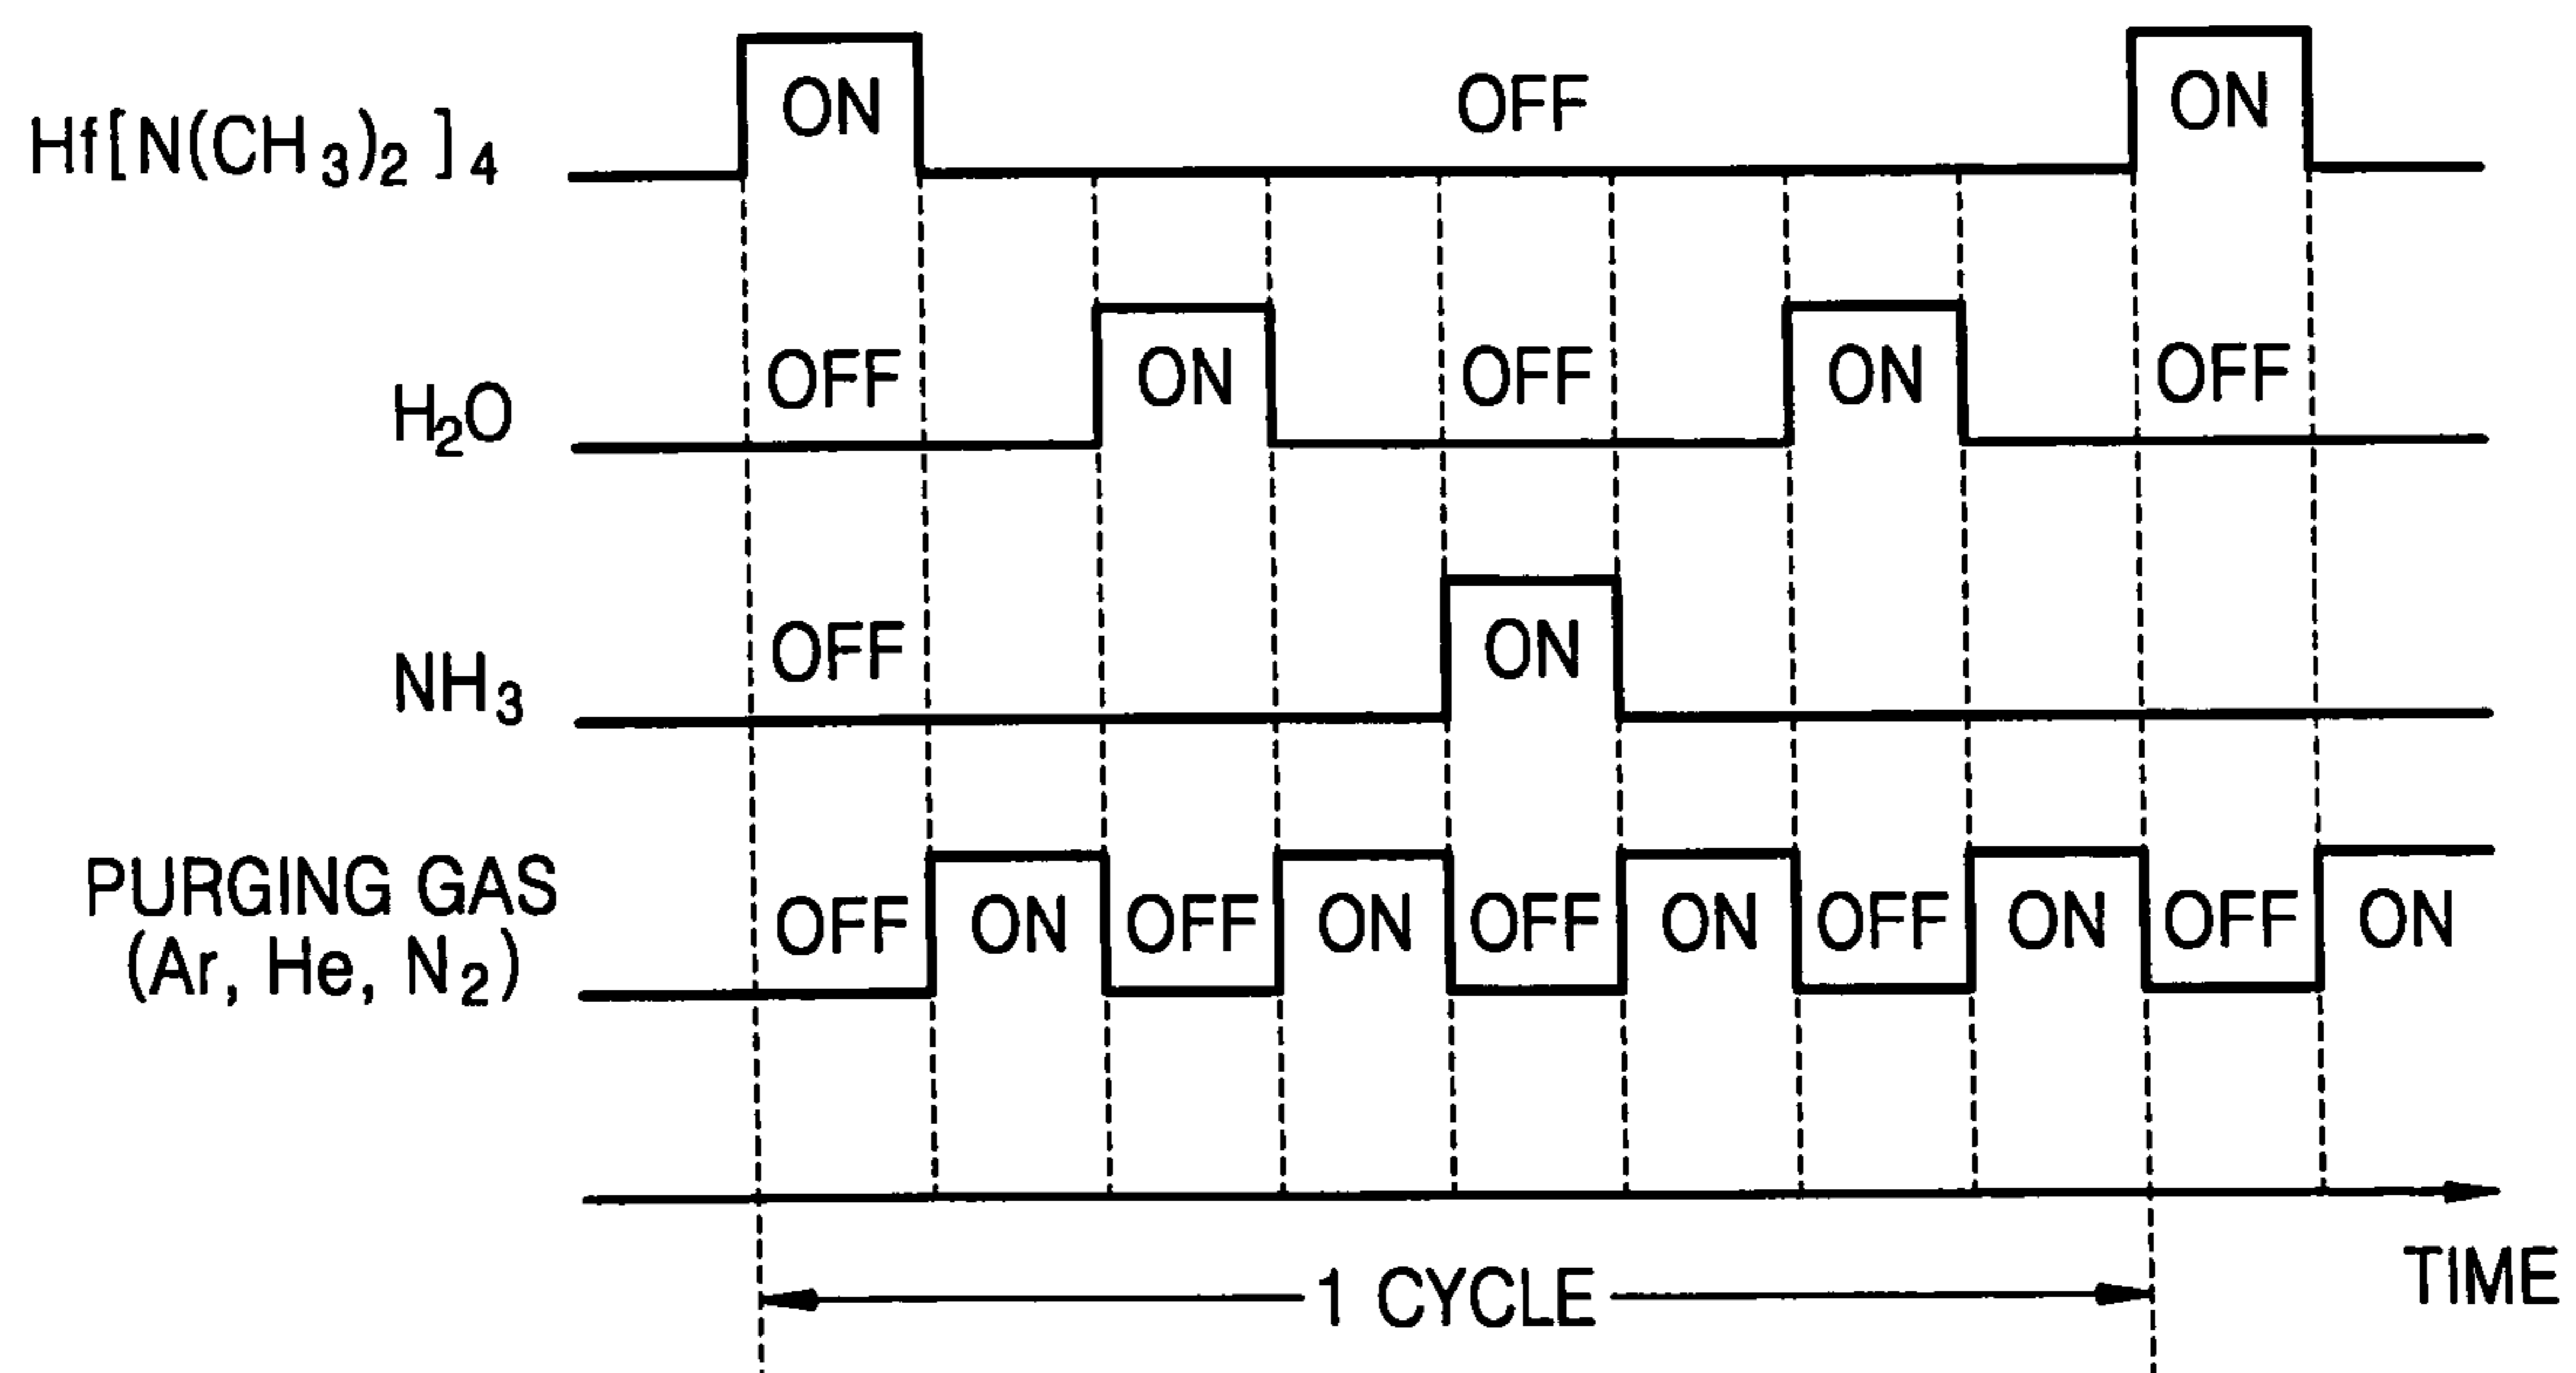 ON OFF ON
Hf[N(CH3)2 ]4
OFF ON OFF ON OFF
H2O
OFF ON
NH3
PURGING GAS
(Ar, He, N2)
OFF ON OFF ON OFF ON OFF ON OFF ON
1 CYCLE
TIME